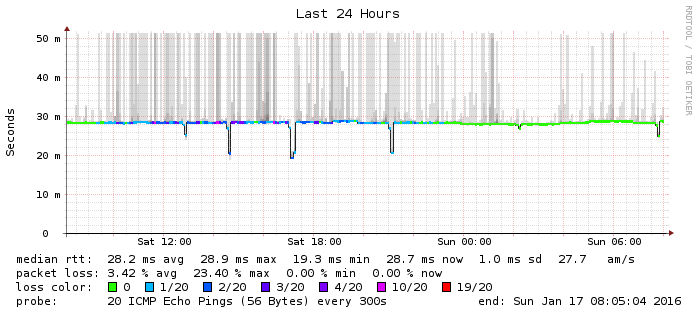 Last 24 Hours
RRDTOOL / TOBI OETIKER
Seconds
50 m
40 m
30 m
20 m
10 m
0
Sat 12:00 Sat 18:00 Sun 00:00 Sun 06:00
median rtt: 28.2 ms avg 28.9 ms max 19.3 ms min 28.7 ms now 1.0 ms sd 27.7 am/s
packet loss: 3.42 % avg 23.40 % max 0.00 % min 0.00 % now
loss color: 0 1/20 2/20 3/20 4/20 10/20 19/20
probe: 20 ICMP Echo Pings (56 Bytes) every 300s end: Sun Jan 17 08:05:04 2016